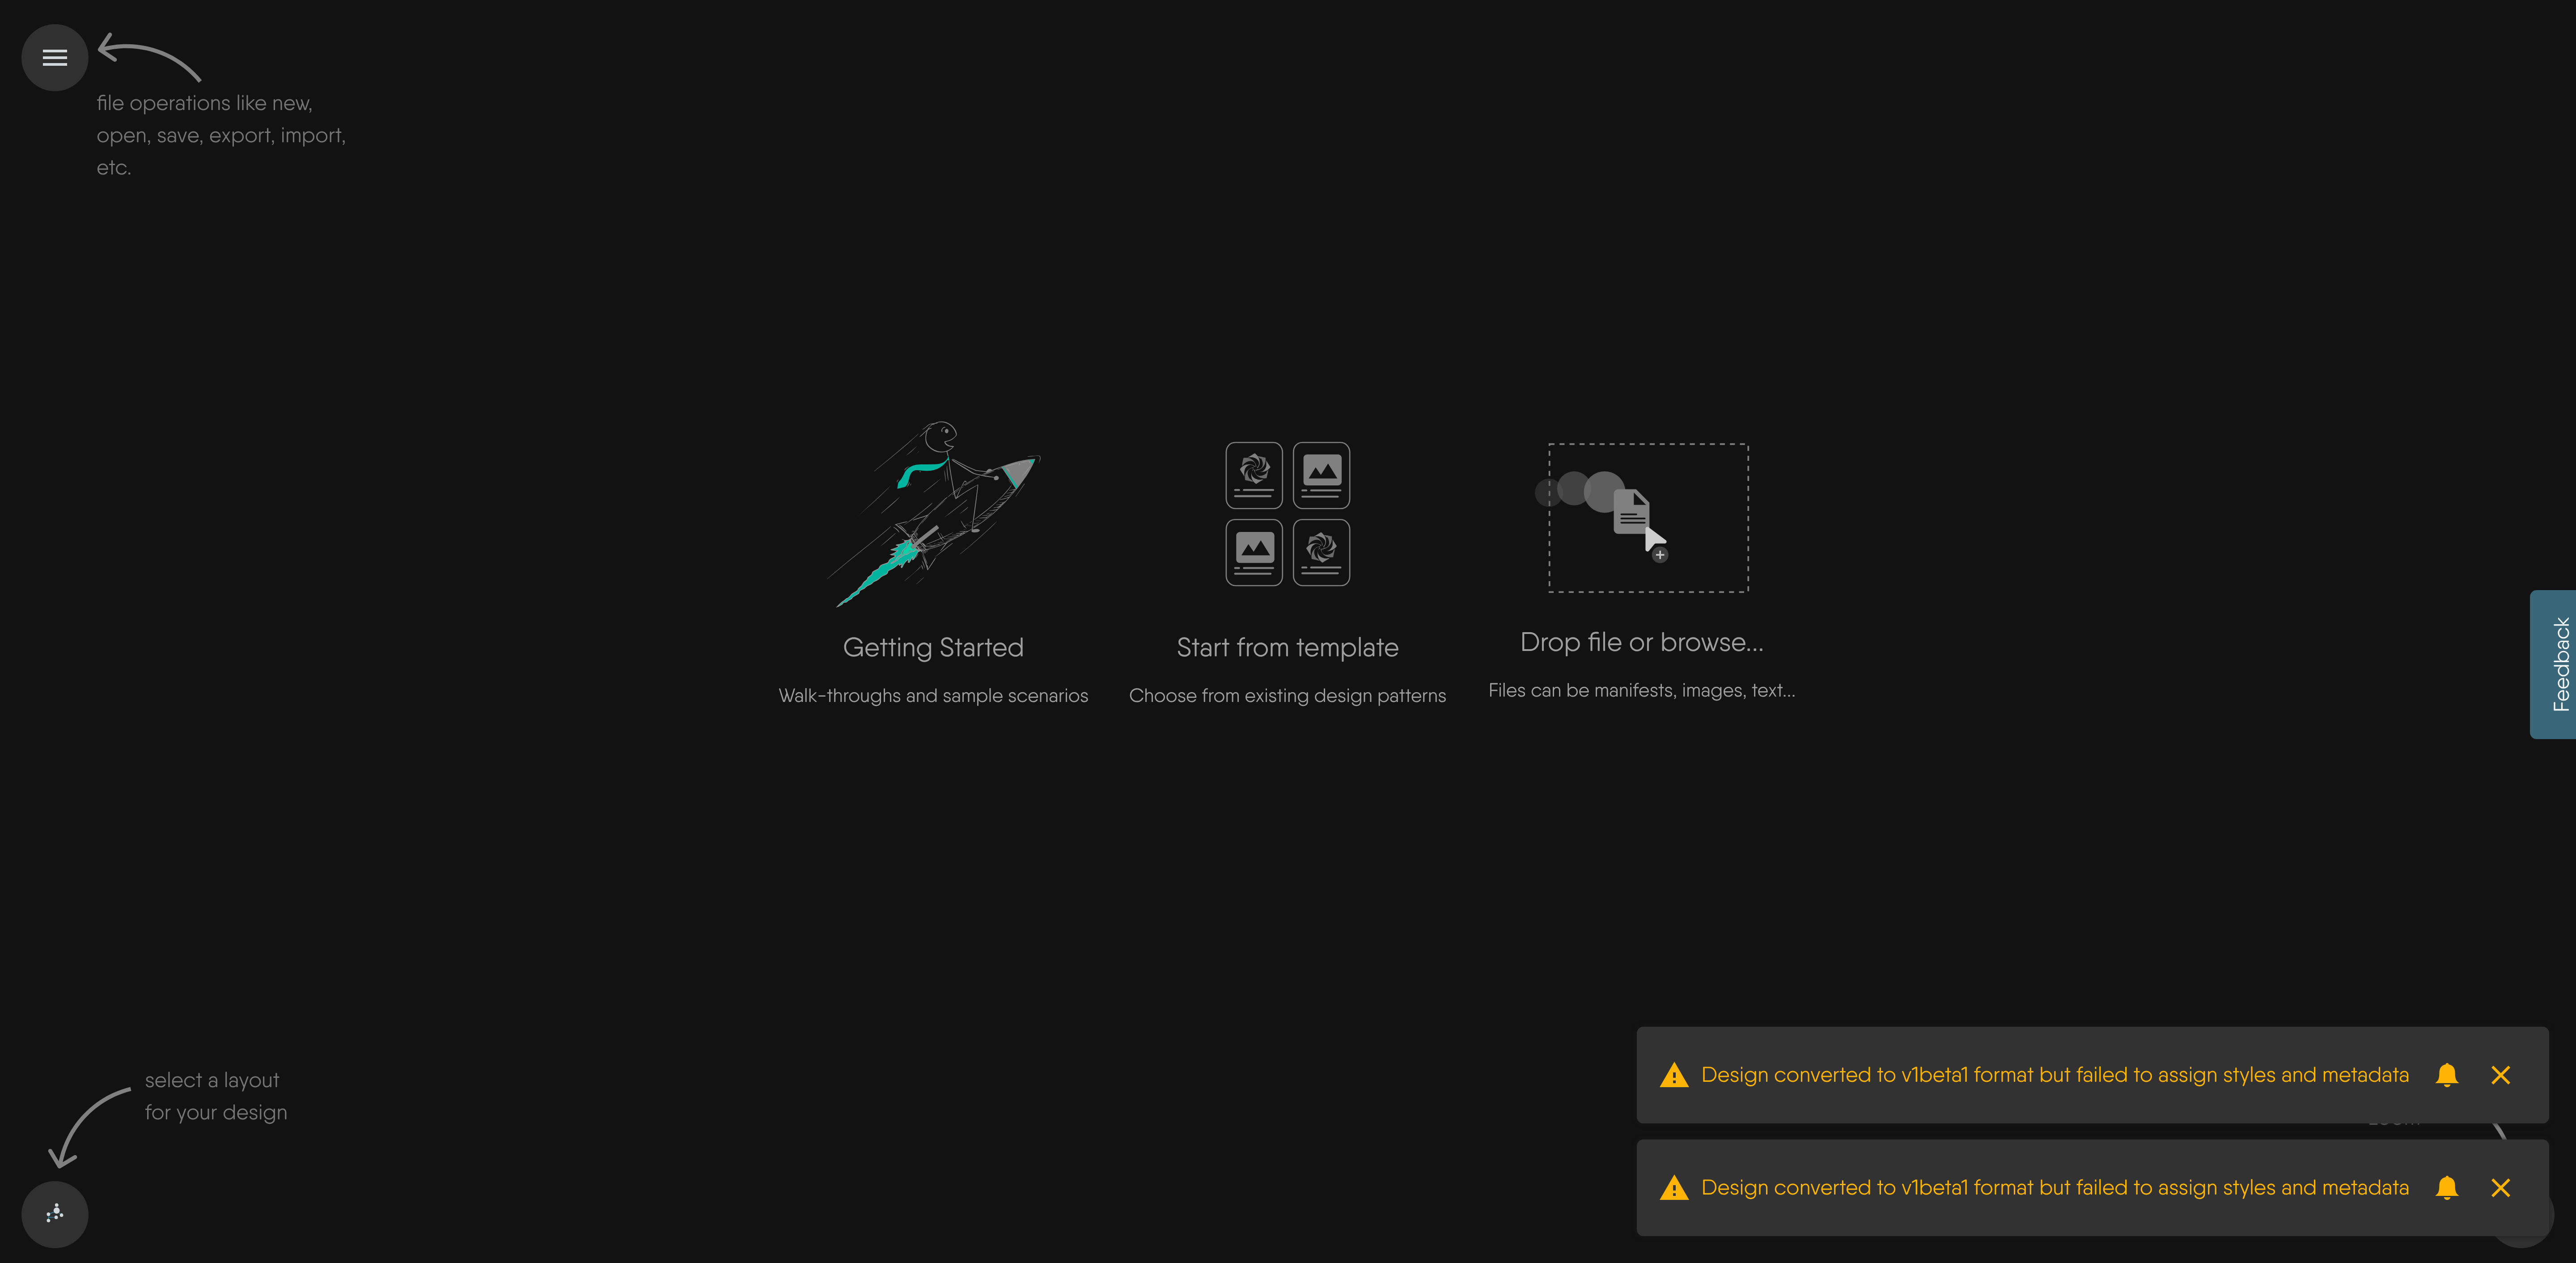 file operations like new,
open, save, export, import,
etc.
Getting Started
Walk-throughs and sample scenarios
Start from template
Choose from existing design patterns
Drop file or browse...
Files can be manifests, images, text...
Feedback
select a layout
for your design
Design converted to v1beta1 format but failed to assign styles and metadata
Design converted to v1beta1 format but failed to assign styles and metadata